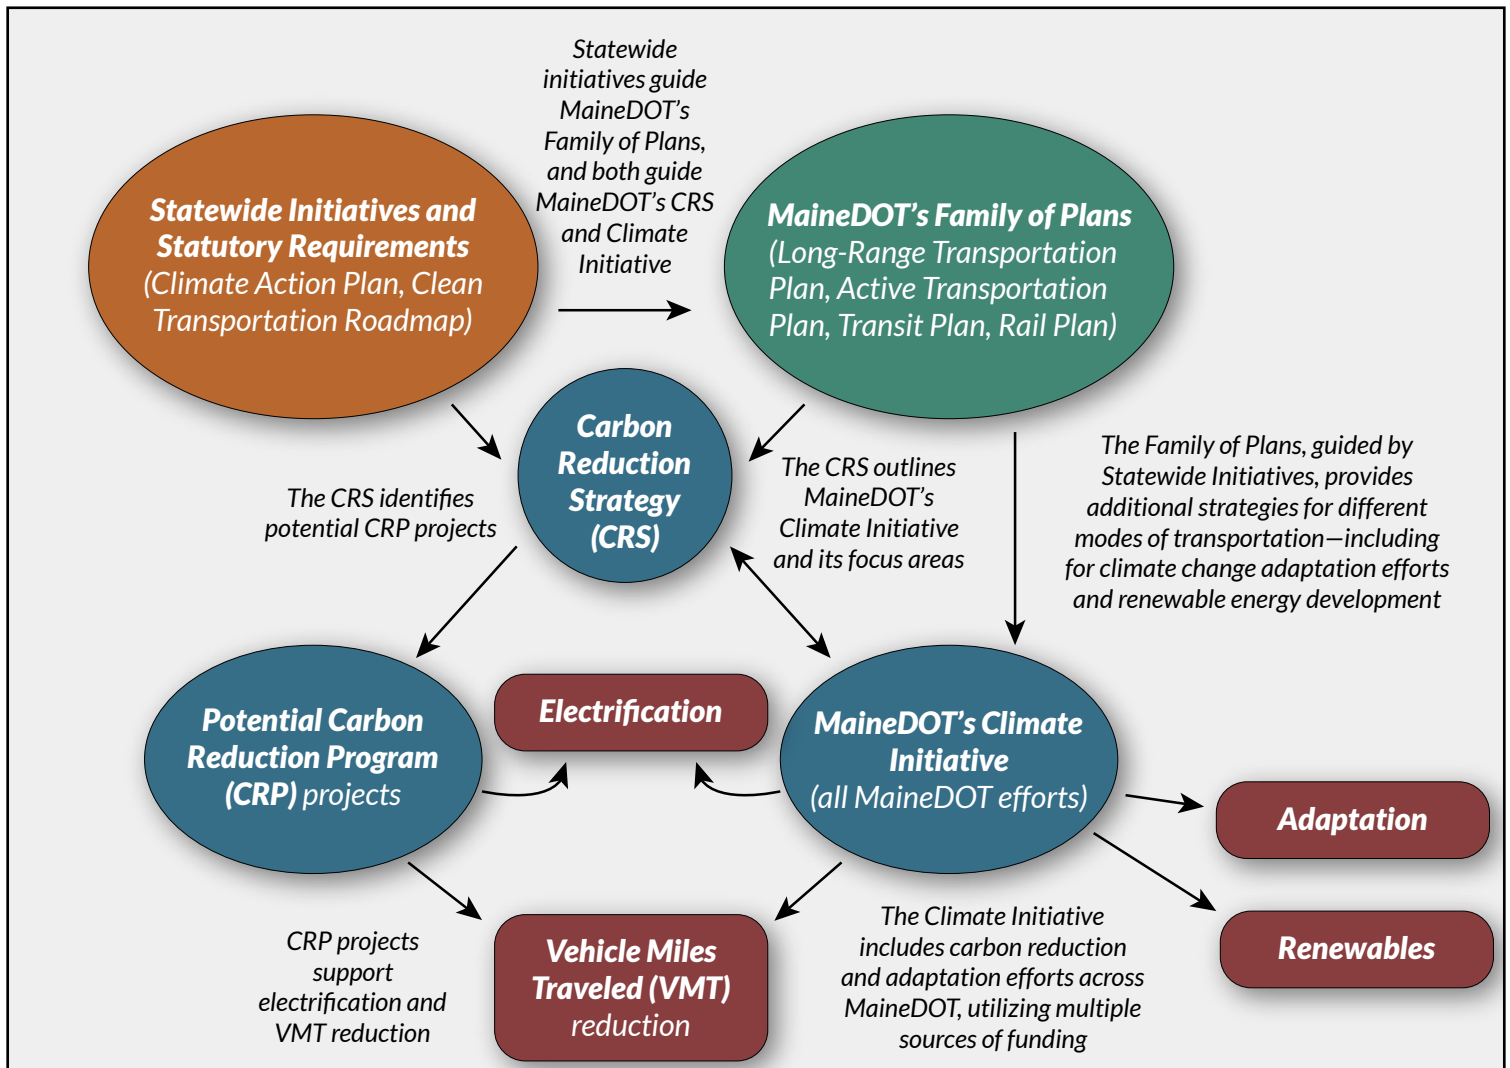 Statewide
initiatives guide
MaineDOT’s
Family of Plans,
and both guide
MaineDOT’s CRS
and Climate
Initiative
Statewide Initiatives and
Statutory Requirements
(Climate Action Plan, Clean
Transportation Roadmap)
MaineDOT’s Family of Plans
(Long-Range Transportation
Plan, Active Transportation
Plan, Transit Plan, Rail Plan)
Carbon
Reduction
Strategy
(CRS)
The CRS identifies
potential CRP projects
The CRS outlines
MaineDOT’s
Climate Initiative
and its focus areas
The Family of Plans, guided by
Statewide Initiatives, provides
additional strategies for different
modes of transportation—including
for climate change adaptation efforts
and renewable energy development
Potential Carbon
Reduction Program
(CRP) projects
Electrification
MaineDOT’s Climate
Initiative
(all MaineDOT efforts)
Adaptation
Renewables
CRP projects
support
electrification and
VMT reduction
Vehicle Miles
Traveled (VMT)
reduction
The Climate Initiative
includes carbon reduction
and adaptation efforts across
MaineDOT, utilizing multiple
sources of funding